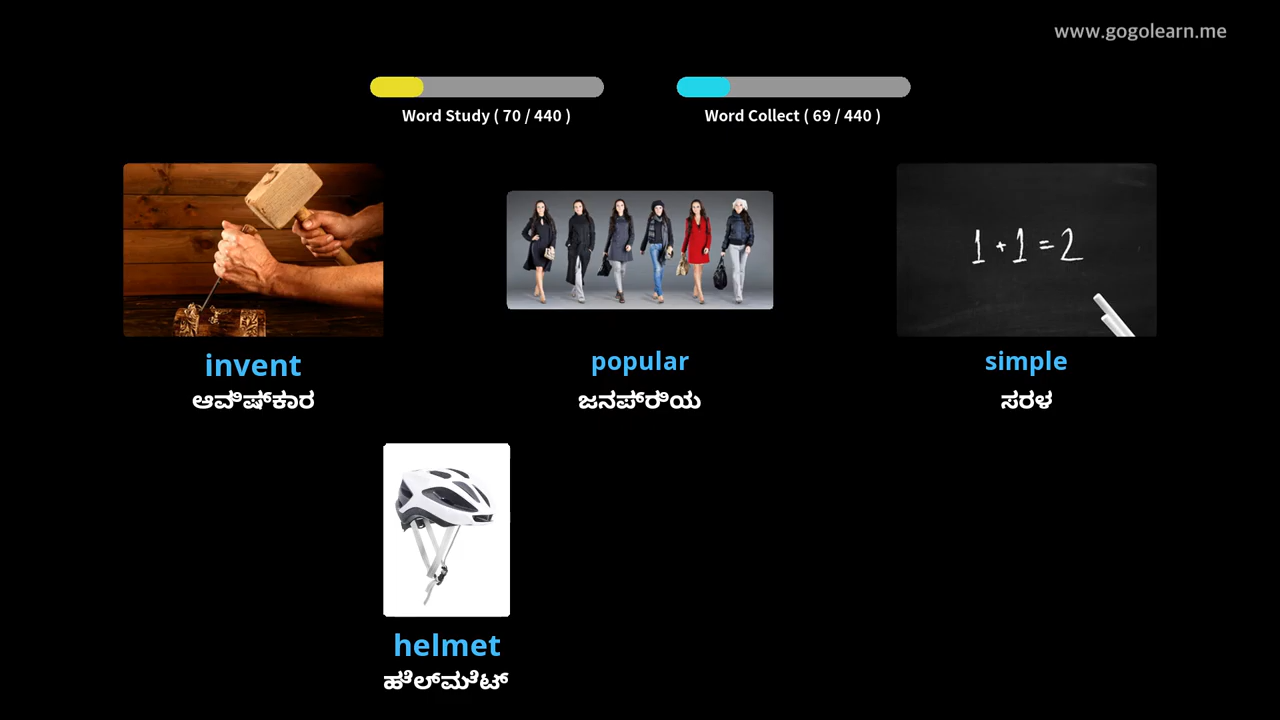 www.gogolearn.me
Word Study ( 70 / 440 )
Word Collect ( 69 / 440 )
1 + 1 = 2
invent
ಆವಿಷ್ಕಾರ
popular
ಜನಪ್ರಿಯ
simple
ಸರಳ
helmet
ಹೆಲ್ಮೆಟ್